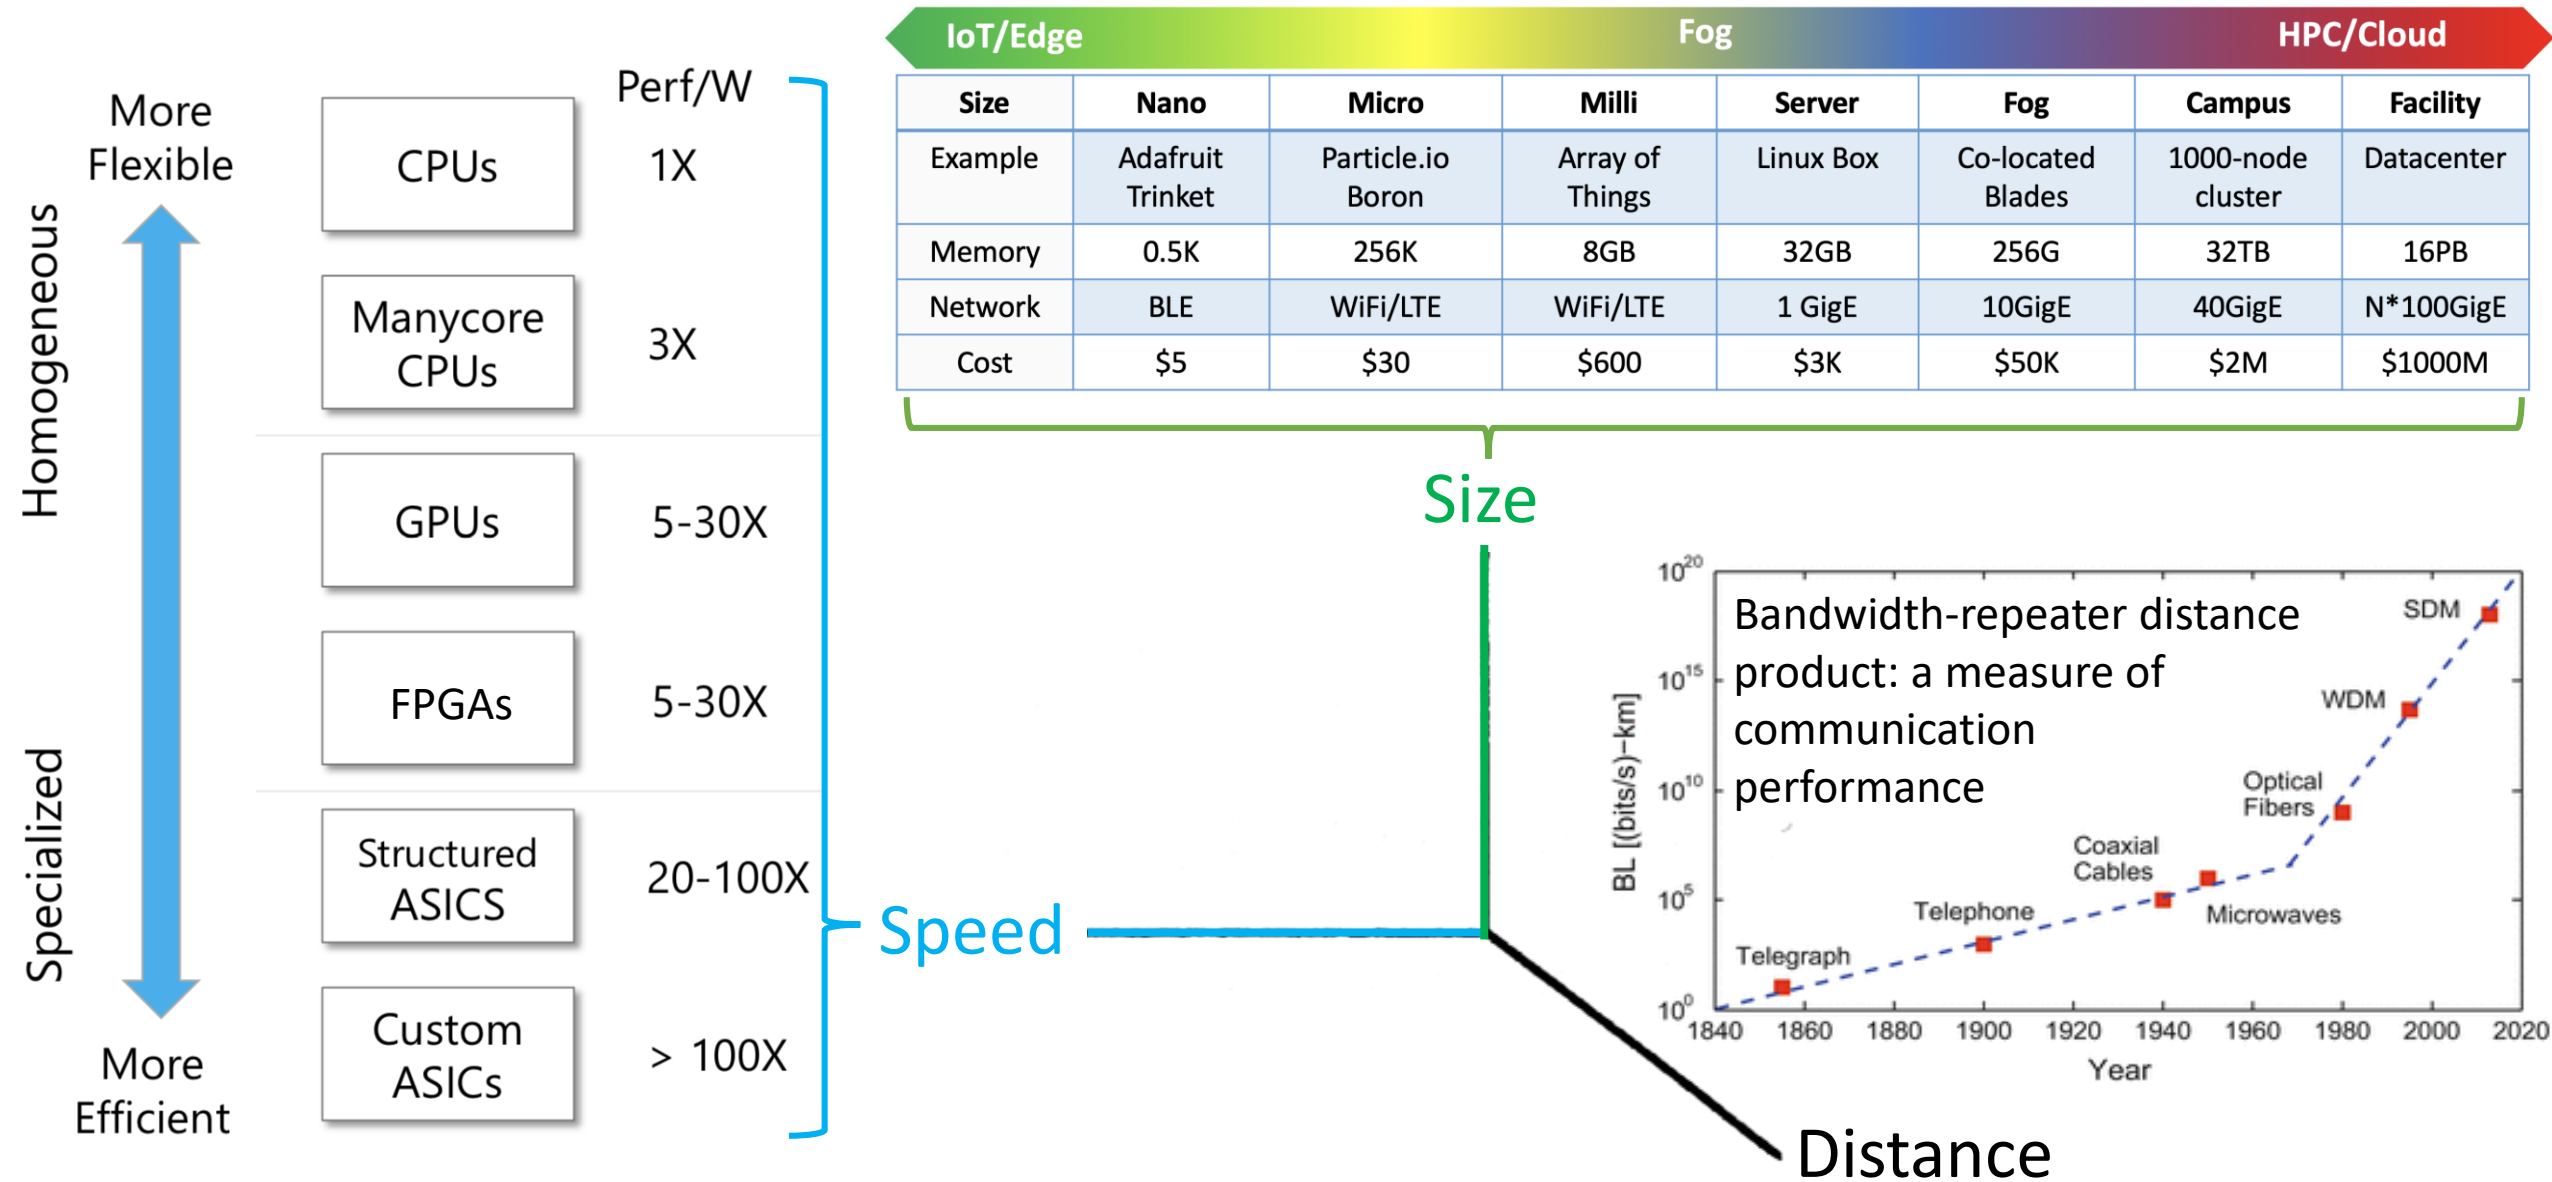 More
Flexible
Homogeneous
Specialized
More
Efficient
Perf/W
CPUs
1X
Manycore
CPUs
3X
GPUs
5-30X
FPGAs
5-30X
Structured
ASICS
20-100X
Custom
ASICs
> 100X
Speed
IoT/Edge Fog HPC/Cloud
Size Nano Micro Milli Server Fog Campus Facility
Example Adafruit Trinket Particle.io Boron Array of Things Linux Box Co-located Blades 1000-node cluster Datacenter
Memory 0.5K 256K 8GB 32GB 256G 32TB 16PB
Network BLE WiFi/LTE WiFi/LTE 1 GigE 10GigE 40GigE N*100GigE
Cost $5 $30 $600 $3K $50K $2M $1000M
Size
Bandwidth-repeater distance
product: a measure of
communication
performance
BL [(bits/s)−km]
10^20
10^15
10^10
10^5
10^0
SDM
WDM
Optical
Fibers
Coaxial
Cables
Microwaves
Telephone
Telegraph
1840 1860 1880 1900 1920 1940 1960 1980 2000 2020
Year
Distance